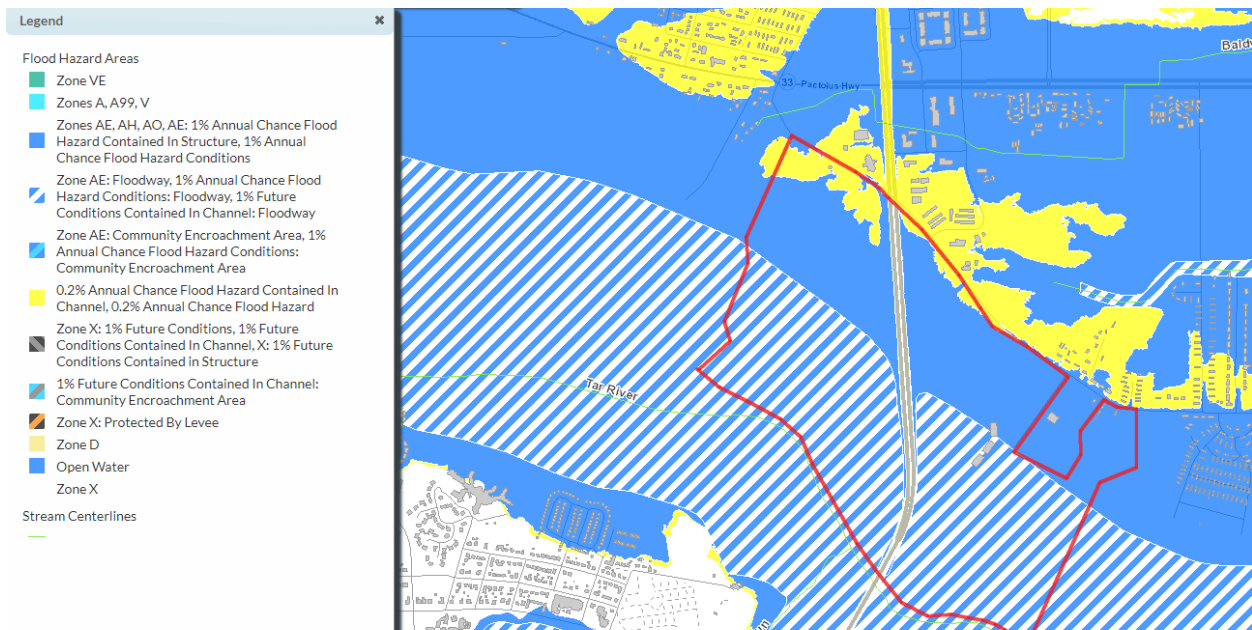 Legend
Flood Hazard Areas
Zone VE
Zones A, A99, V
Zones AE, AH, AO, AE: 1% Annual Chance Flood
Hazard Contained In Structure, 1% Annual
Chance Flood Hazard Conditions
Zone AE: Floodway, 1% Annual Chance Flood
Hazard Conditions: Floodway, 1% Future
Conditions Contained In Channel: Floodway
Zone AE: Community Encroachment Area, 1%
Annual Chance Flood Hazard Conditions:
Community Encroachment Area
0.2% Annual Chance Flood Hazard Contained In
Channel, 0.2% Annual Chance Flood Hazard
Zone X: 1% Future Conditions, 1% Future
Conditions Contained In Channel, X: 1% Future
Conditions Contained in Structure
1% Future Conditions Contained In Channel:
Community Encroachment Area
Zone X: Protected By Levee
Zone D
Open Water
Zone X
Stream Centerlines
Baldw
33 Pactolus Hwy
Tar River